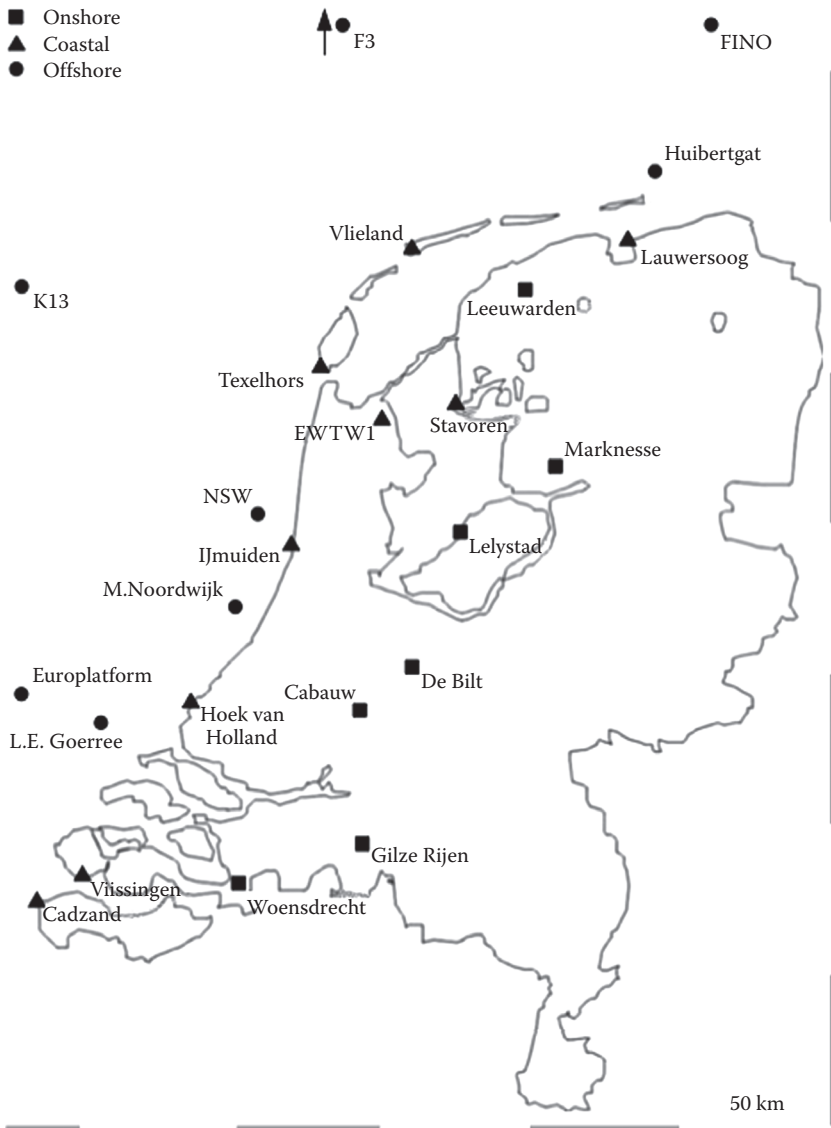 Onshore
Coastal
Offshore
F3
FINO
Huibertgat
Vlieland
Lauwersoog
K13
Leeuwarden
Texelhors
EWTW1
Stavoren
Marknesse
NSW
IJmuiden
Lelystad
M.Noordwijk
Europlatform
De Bilt
Cabauw
Hoek van
Holland
L.E. Goerree
Gilze Rijen
Viissingen
Woensdrecht
Cadzand
50 km